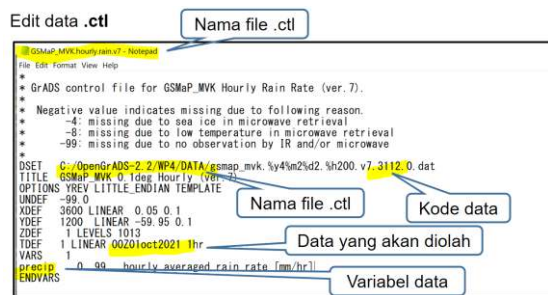 Edit data .ctl
Nama file .ctl
GSMaP_MVK.hourly.rain.v7 - Notepad
File Edit Format View Help
*
* GrADS control file for GSMaP_MVK Hourly Rain Rate (ver.7).
*
* Negative value indicates missing due to following reason.
* -4: missing due to sea ice in microwave retrieval
* -8: missing due to low temperature in microwave retrieval
* -99: missing due to no observation by IR and/or microwave
*
DSET C:/OpenGrADS-2.2/WP4/DATA/gsmap_mvk.%y4%m2%d2.%h200.v7.3112.0.dat
TITLE GSMaP_MVK 0.1deg Hourly (ver.7)
OPTIONS YREV LITTLE_ENDIAN TEMPLATE
UNDEF -99.0
XDEF 3600 LINEAR 0.05 0.1
YDEF 1200 LINEAR -59.95 0.1
ZDEF 1 LEVELS 1013
TDEF 1 LINEAR 00Z01oct2021 1hr
VARS 1
precip 0 99 hourly averaged rain rate [mm/hr]
ENDVARS
Nama file .ctl
Kode data
Data yang akan diolah
Variabel data